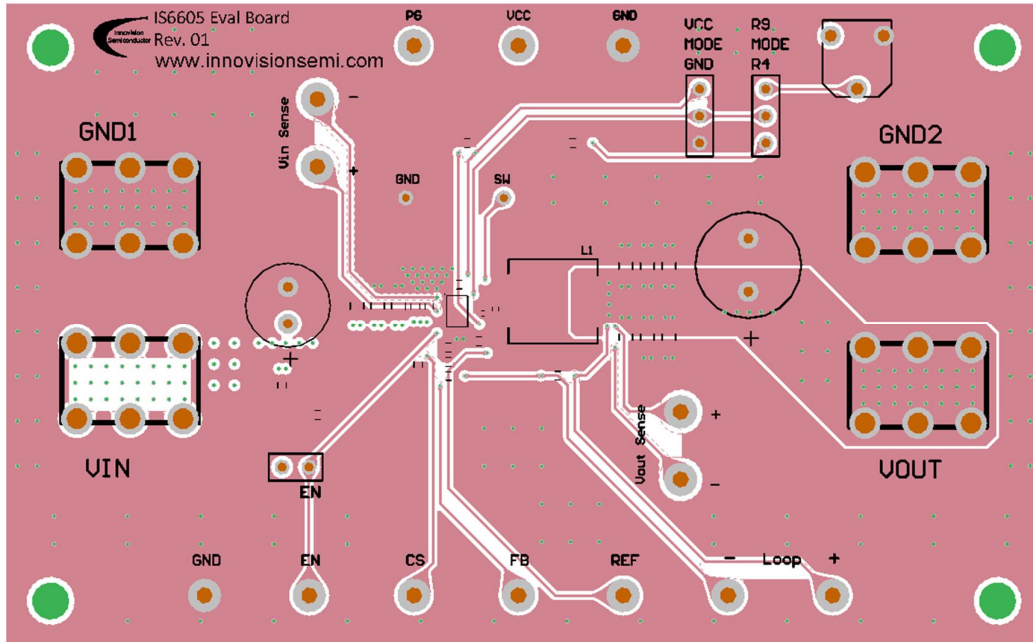 Innovision
Semiconductor
IS6605 Eval Board
Rev. 01
www.innovisionsemi.com
PG
VCC
GND
VCC
MODE
GND
R9
MODE
R4
GND1
Vin Sense
-
+
GND
SW
GND2
L1
+
+
VIN
EN
Vout Sense
+
-
VOUT
GND
EN
CS
FB
REF
- Loop +